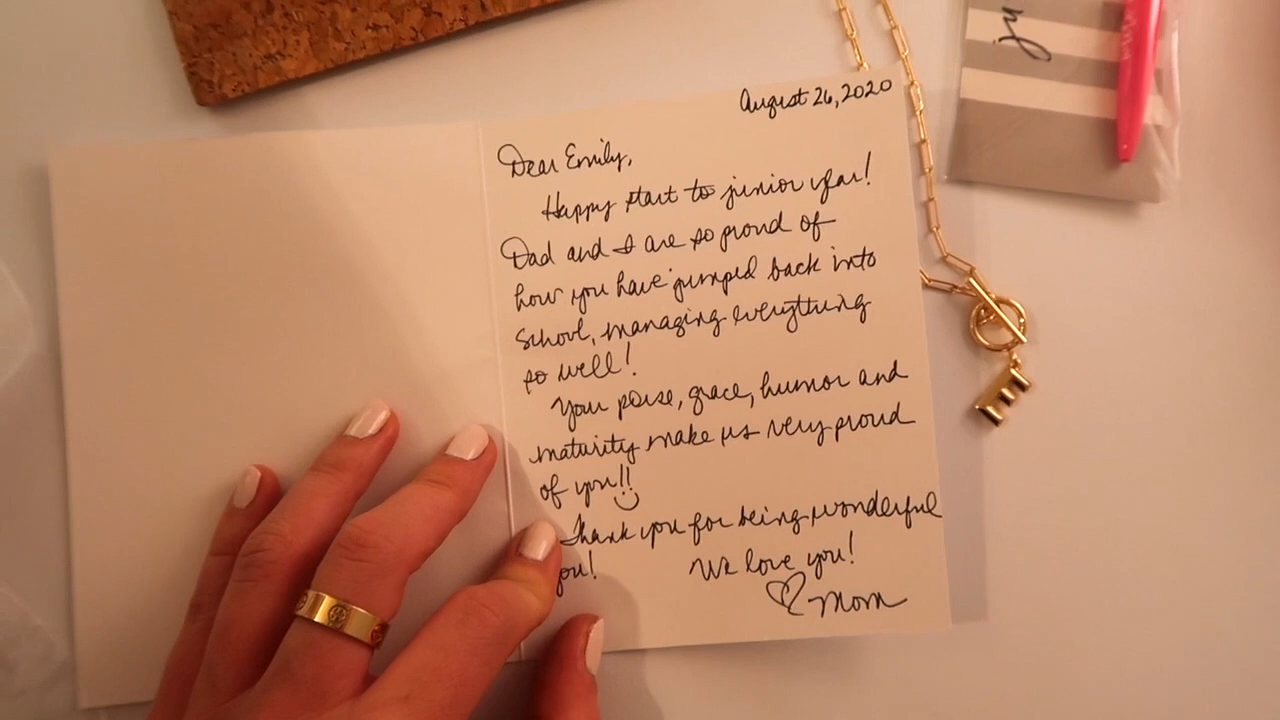 August 26, 2020
Dear Emily,
Happy start to junior year!
Dad and I are so proud of
how you have jumped back into
school, managing everything
so well!
Your poise, grace, humor and
maturity make us very proud
of you!!
Thank you for being wonderful
you!
We love you!
Mom
ju